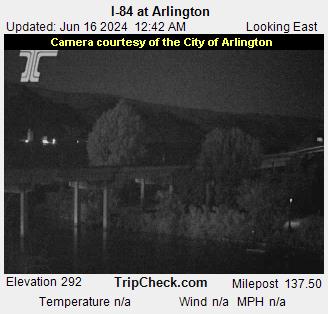 I-84 at Arlington
Updated: Jun 16 2024 12:42 AM Looking East
Camera courtesy of the City of Arlington
Elevation 292 TripCheck.com Milepost 137.50
Temperature n/a Wind n/a MPH n/a